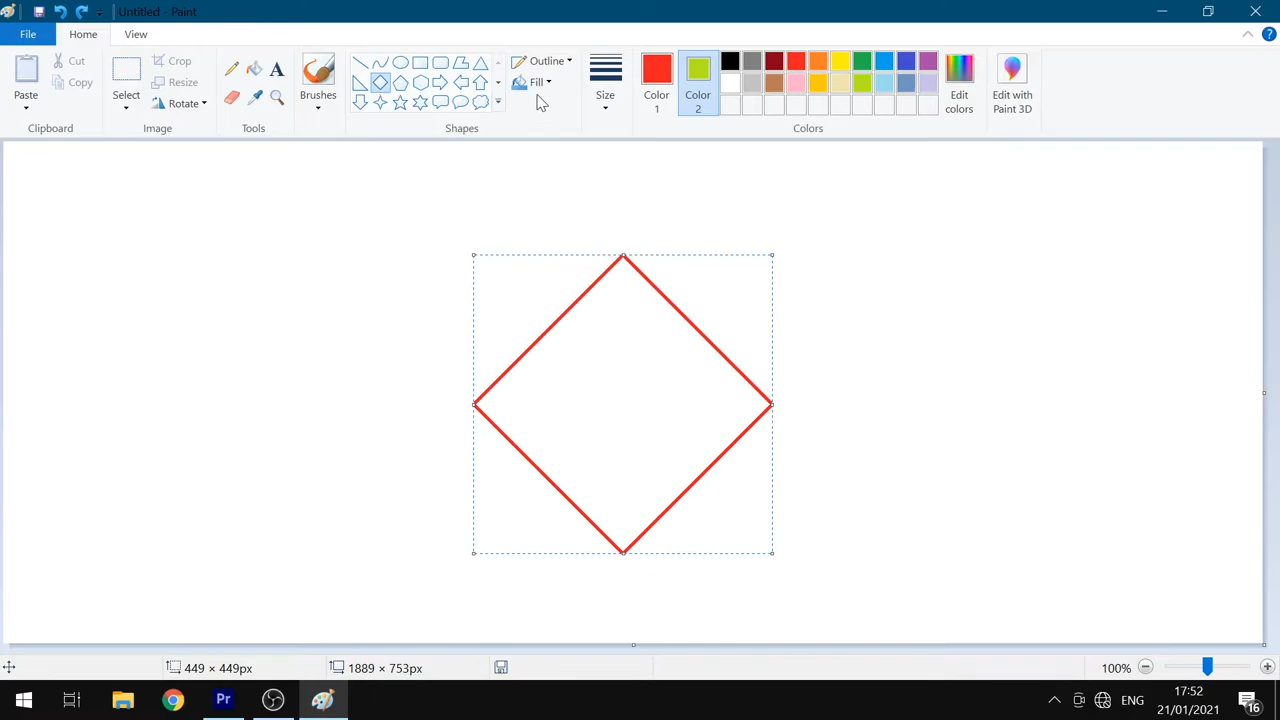 Untitled - Paint
File
Home
View
Paste
Cut
Copy
Clipboard
Select
Crop
Resize
Rotate
Image
A
Tools
Brushes
Outline
Fill
Shapes
Size
Color 1
Color 2
Edit colors
Colors
Edit with Paint 3D
449 × 449px
1889 × 753px
100%
Pr
ENG
17:52
21/01/2021
16